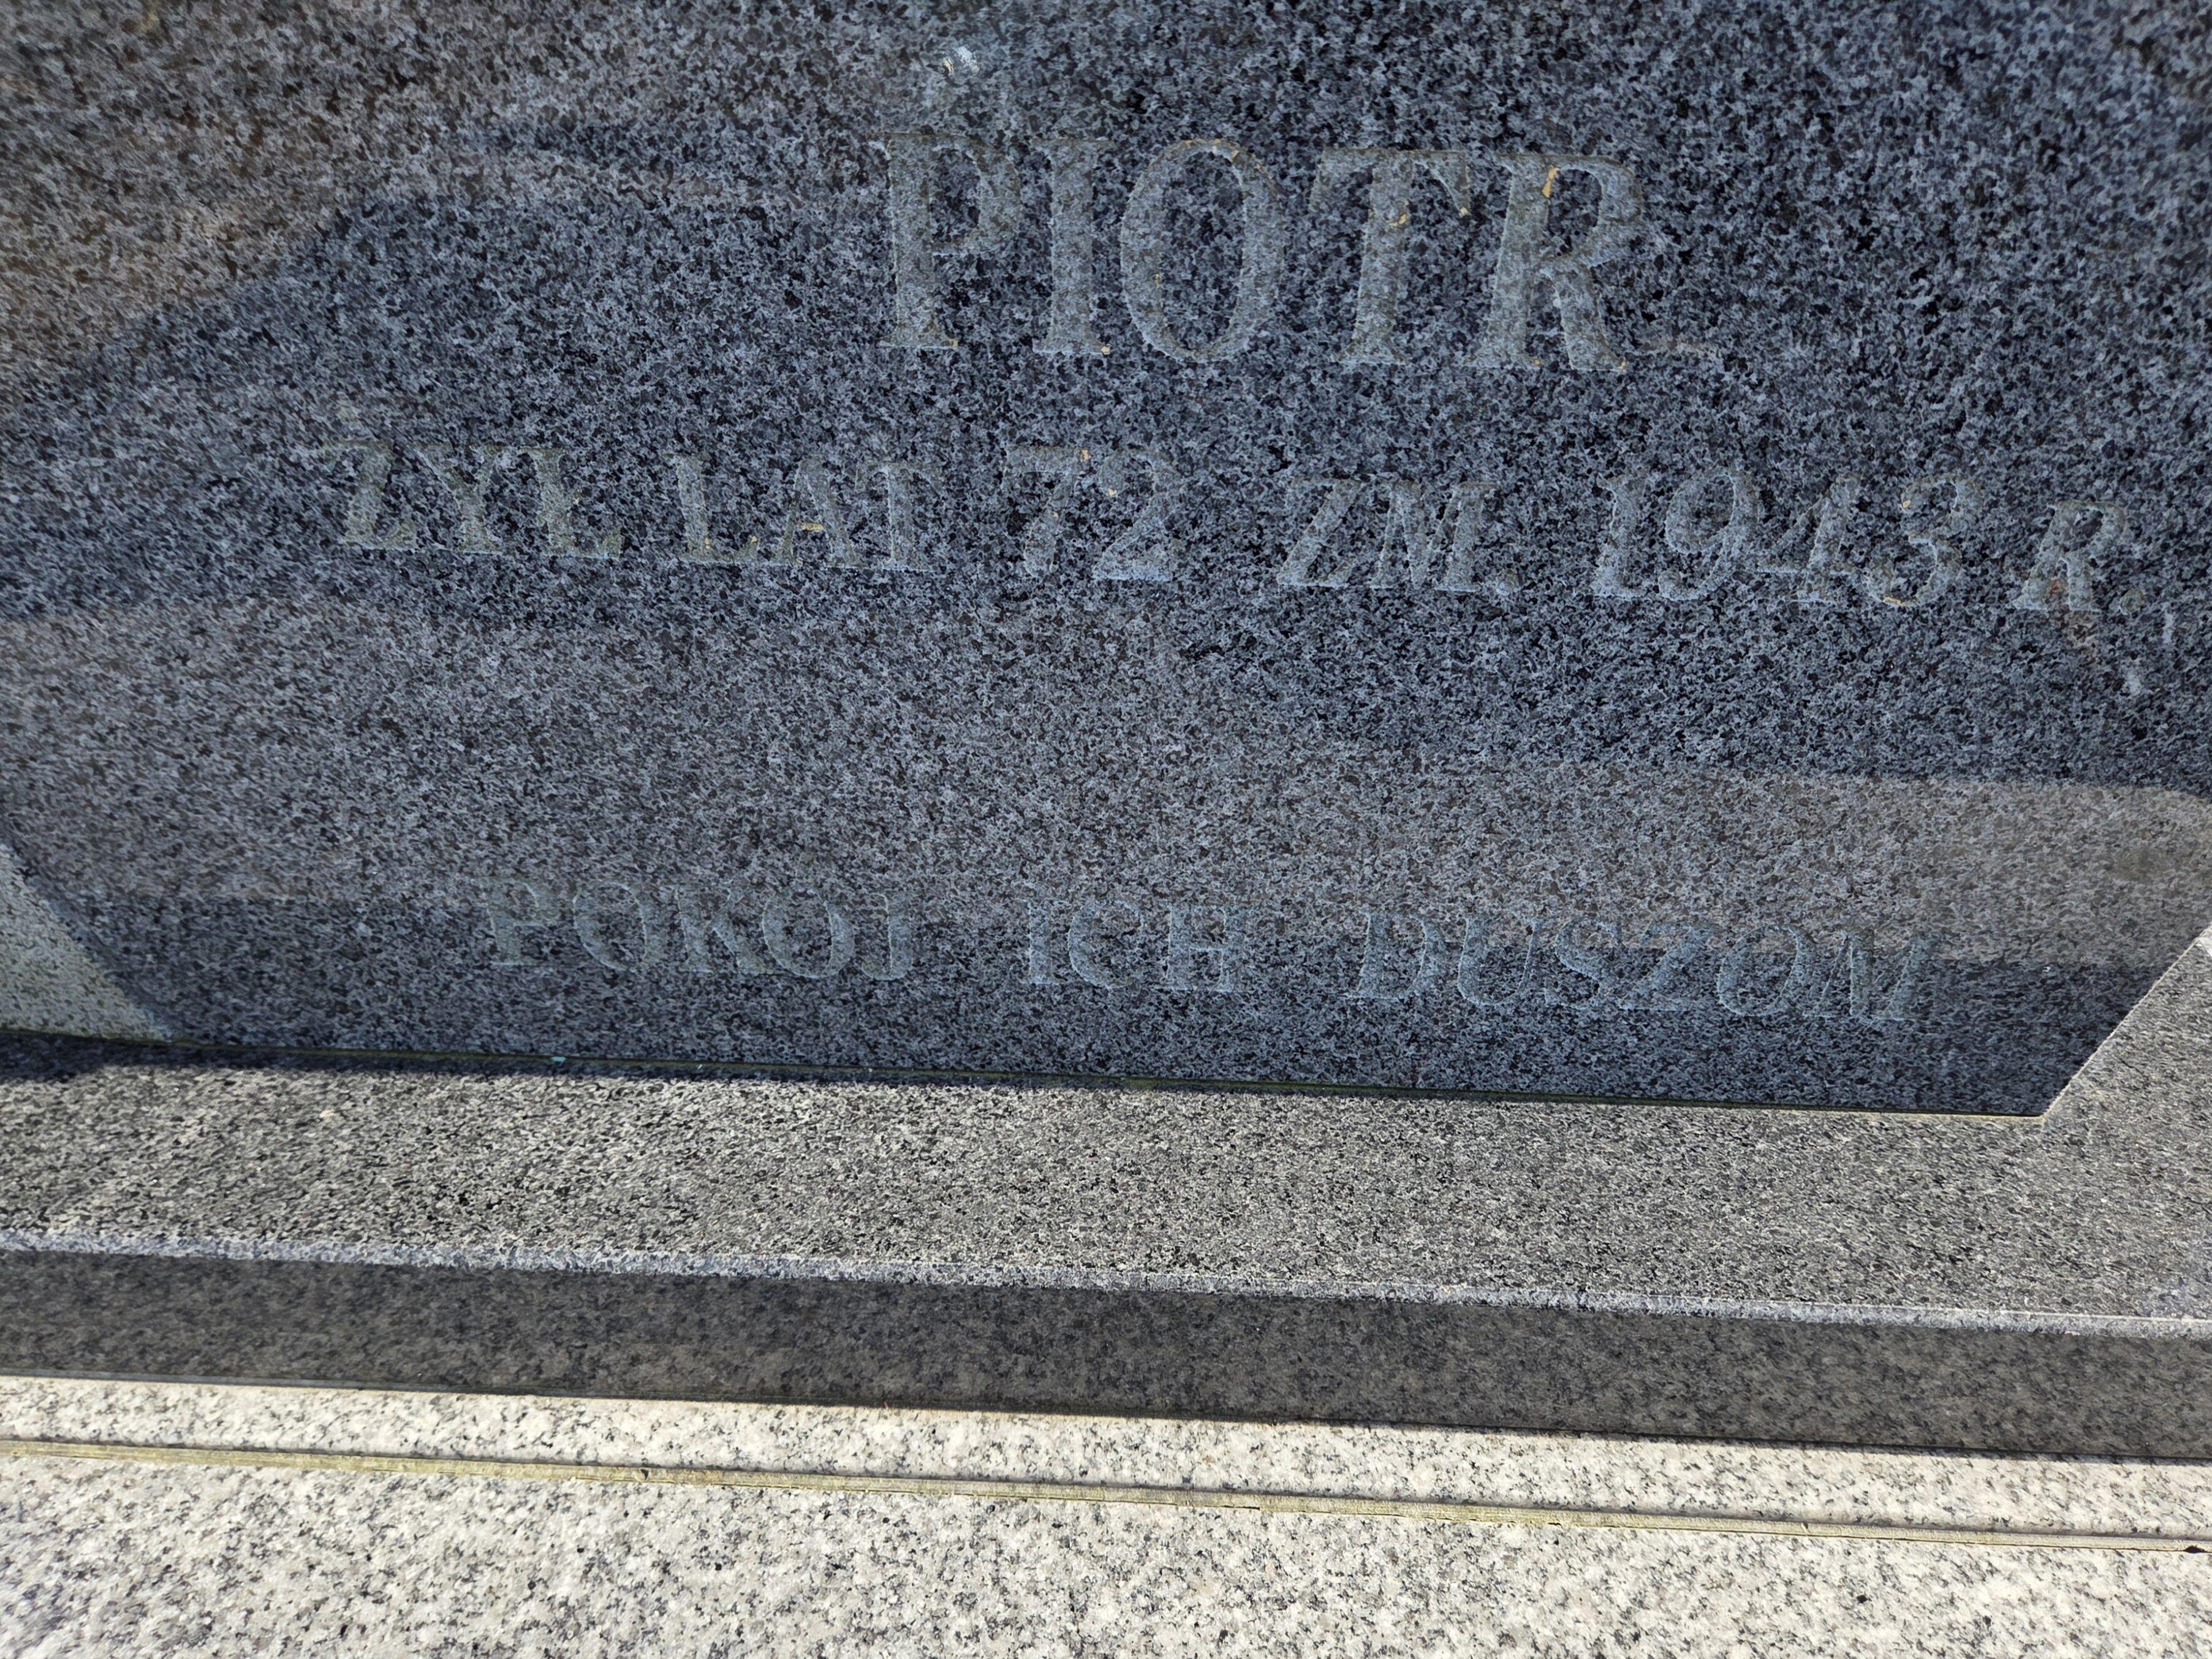 PIOTR
ŻYŁ LAT 72 ZM. 1943 R.
POKÓJ ICH DUSZOM